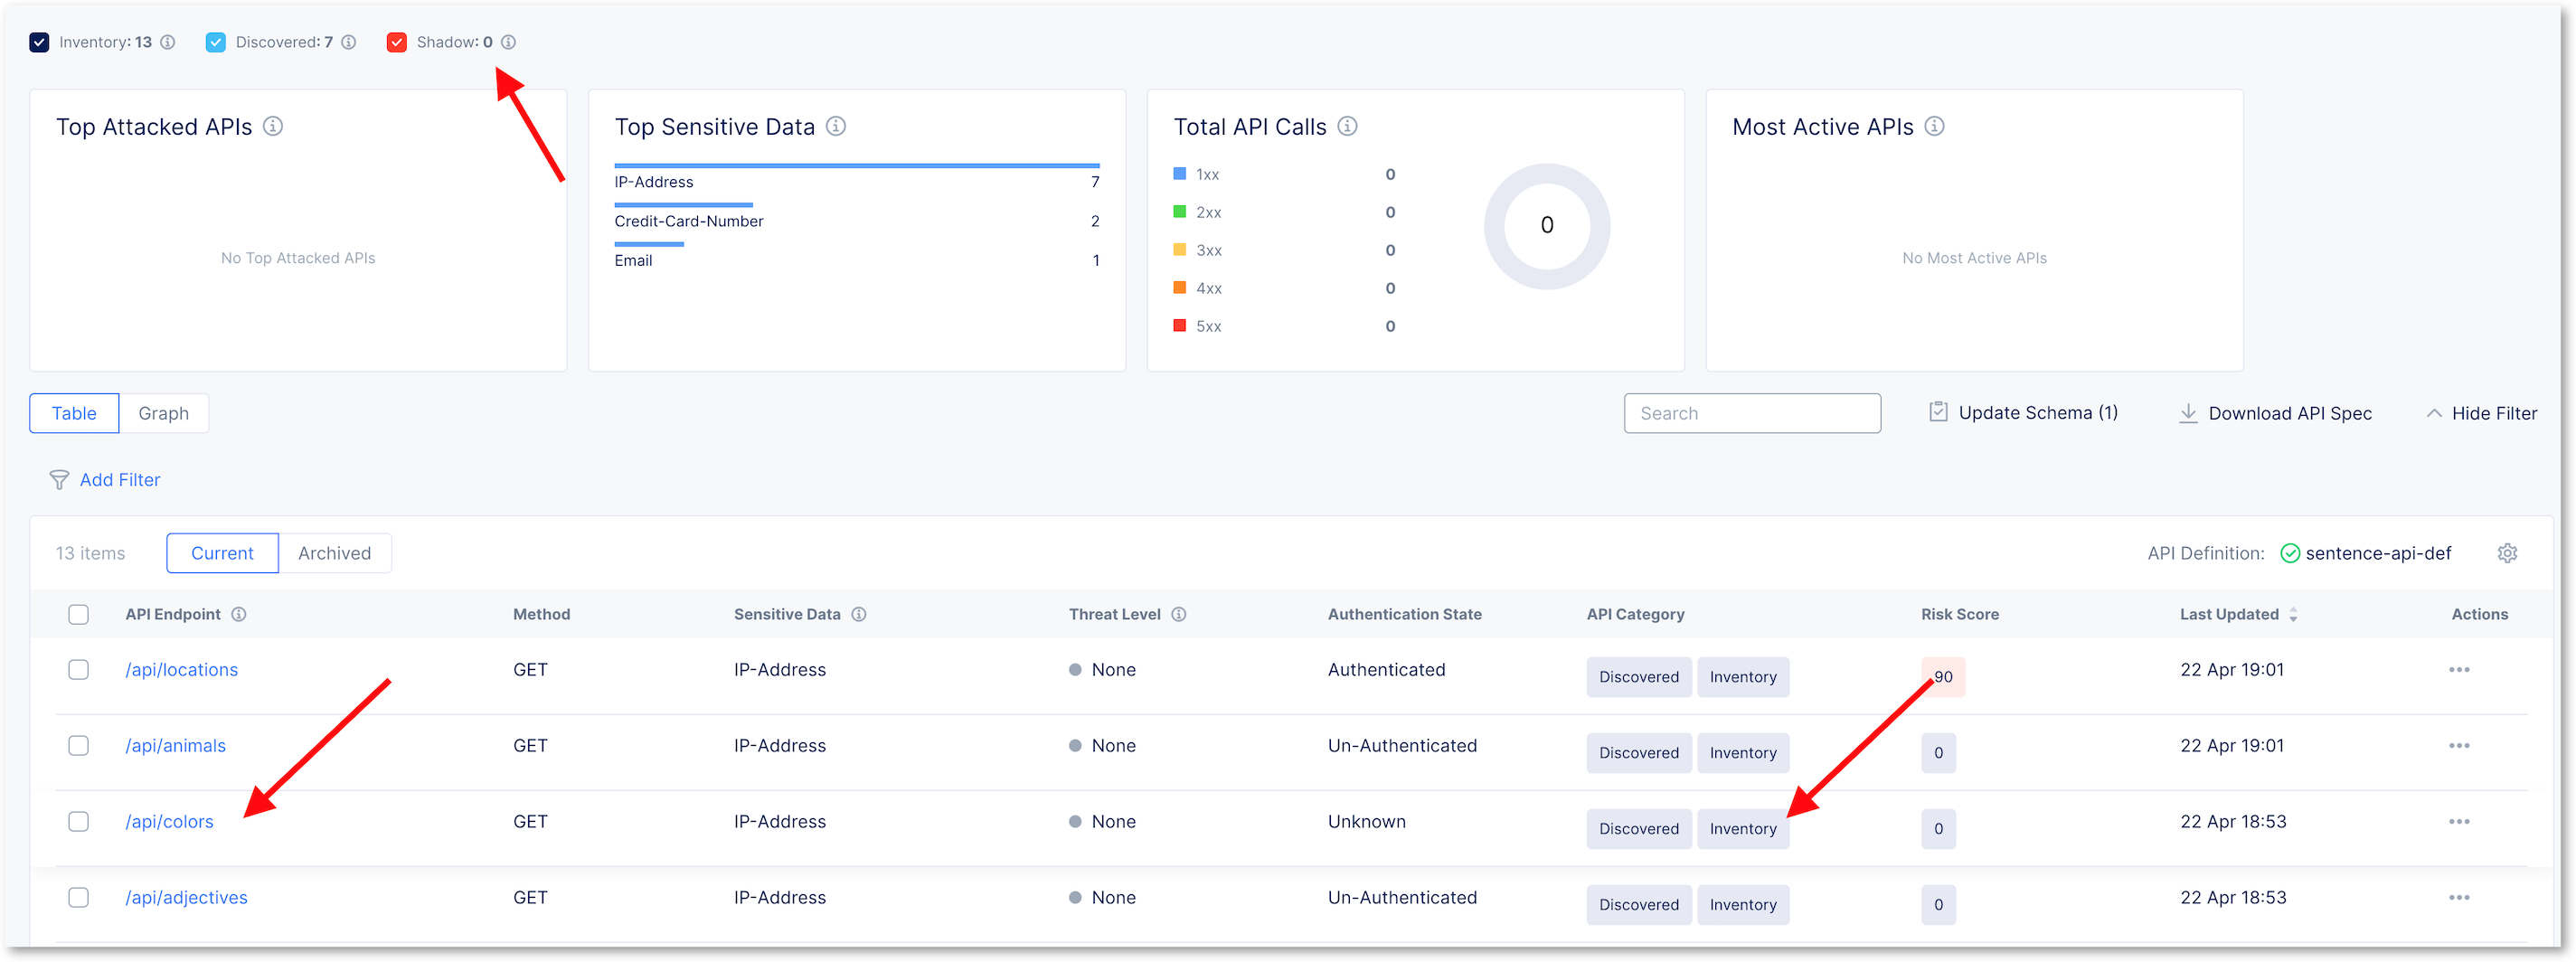 Inventory: 13 Discovered: 7 Shadow: 0
Top Attacked APIs
No Top Attacked APIs
Top Sensitive Data
IP-Address 7
Credit-Card-Number 2
Email 1
Total API Calls
1xx 0
2xx 0
3xx 0
4xx 0
5xx 0
0
Most Active APIs
No Most Active APIs
Table Graph Search Update Schema (1) Download API Spec Hide Filter
Add Filter
13 items Current Archived API Definition: sentence-api-def
API Endpoint Method Sensitive Data Threat Level Authentication State API Category Risk Score Last Updated Actions
/api/locations GET IP-Address None Authenticated Discovered Inventory 90 22 Apr 19:01
/api/animals GET IP-Address None Un-Authenticated Discovered Inventory 0 22 Apr 19:01
/api/colors GET IP-Address None Unknown Discovered Inventory 0 22 Apr 18:53
/api/adjectives GET IP-Address None Un-Authenticated Discovered Inventory 0 22 Apr 18:53